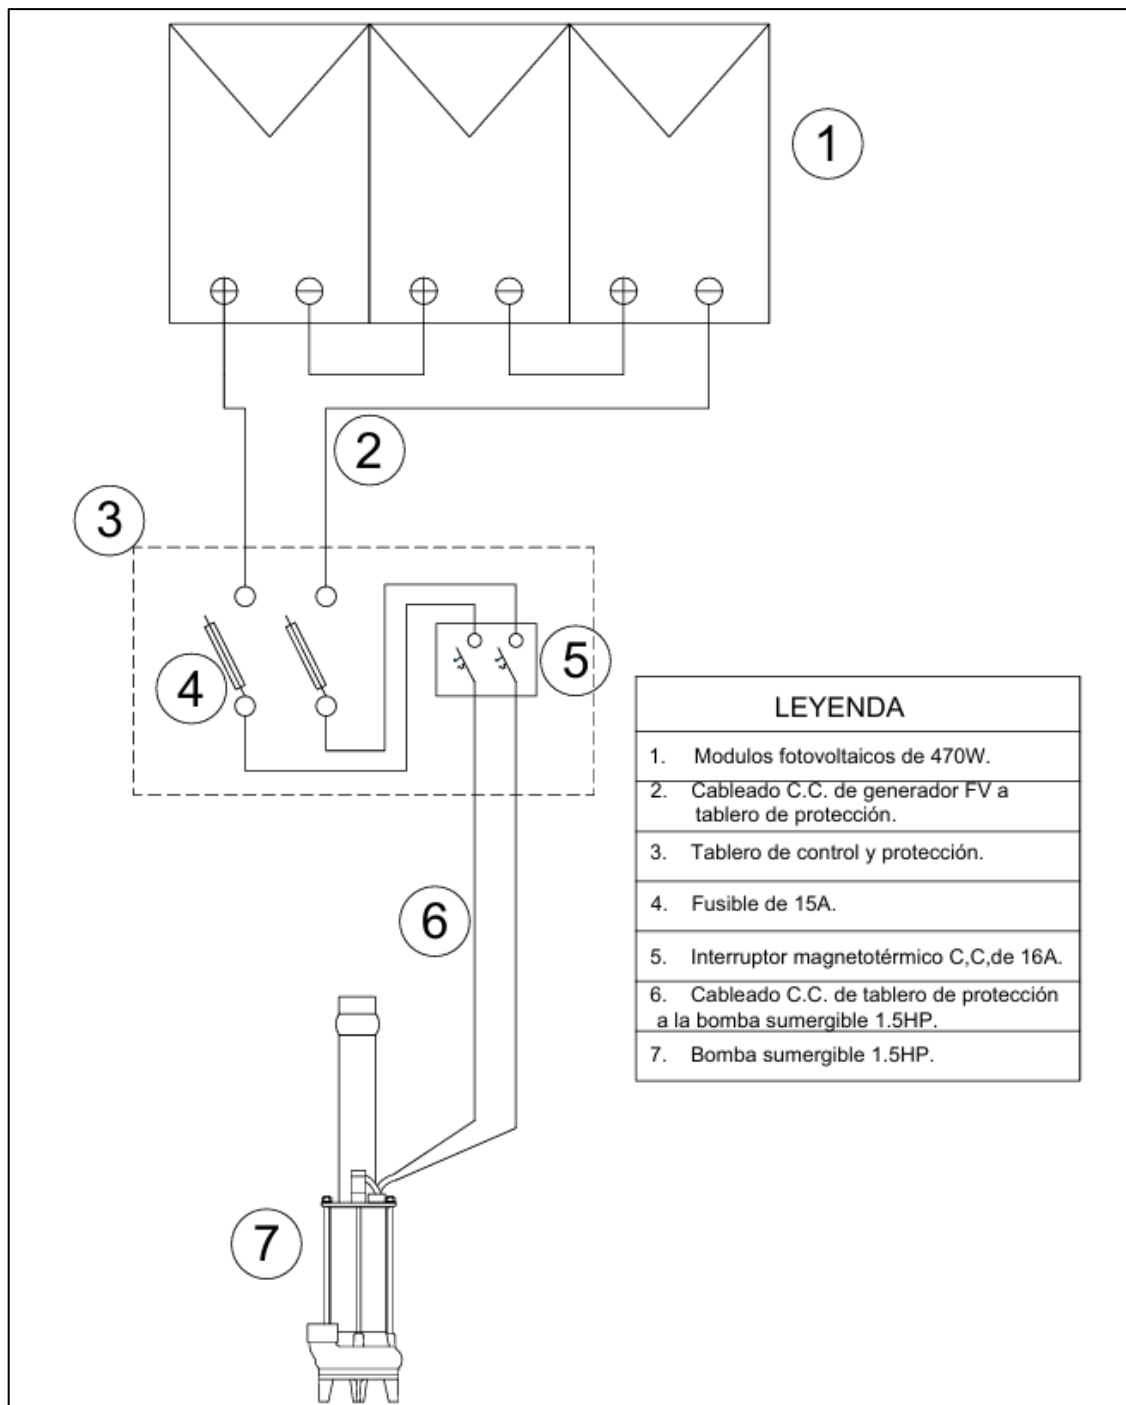 1
2
3
4
5
6
7
LEYENDA
1. Modulos fotovoltaicos de 470W.
2. Cableado C.C. de generador FV a
tablero de protección.
3. Tablero de control y protección.
4. Fusible de 15A.
5. Interruptor magnetotérmico C,C,de 16A.
6. Cableado C.C. de tablero de protección
a la bomba sumergible 1.5HP.
7. Bomba sumergible 1.5HP.